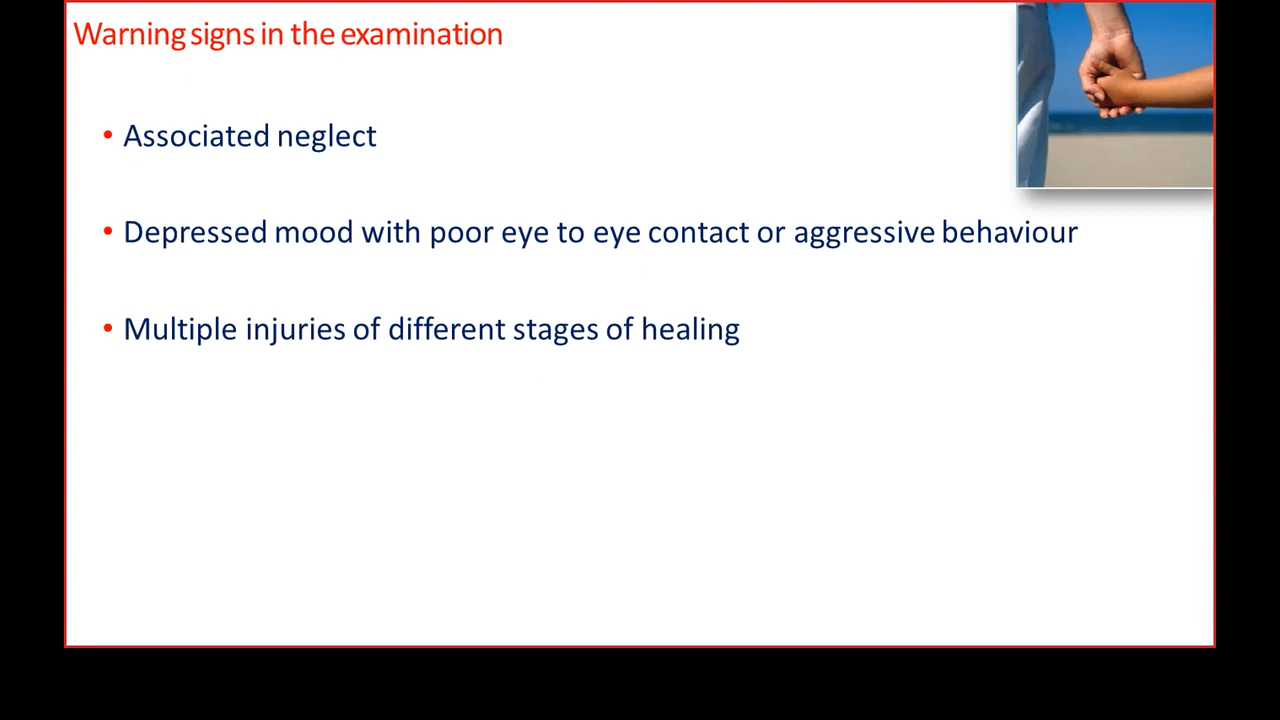 Warning signs in the examination
• Associated neglect
• Depressed mood with poor eye to eye contact or aggressive behaviour
• Multiple injuries of different stages of healing